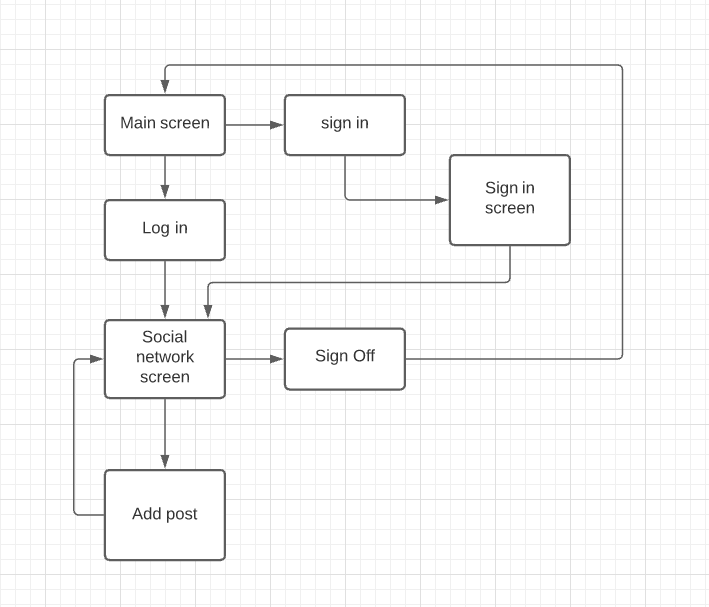 Main screen
sign in
Sign in
screen
Log in
Social
network
screen
Sign Off
Add post